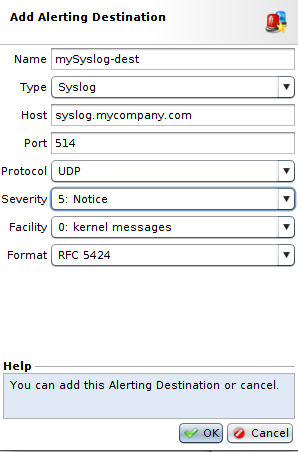 Add Alerting Destination
Name mySyslog-dest
Type Syslog
Host syslog.mycompany.com
Port 514
Protocol UDP
Severity 5: Notice
Facility 0: kernel messages
Format RFC 5424
Help
You can add this Alerting Destination or cancel.
OK Cancel